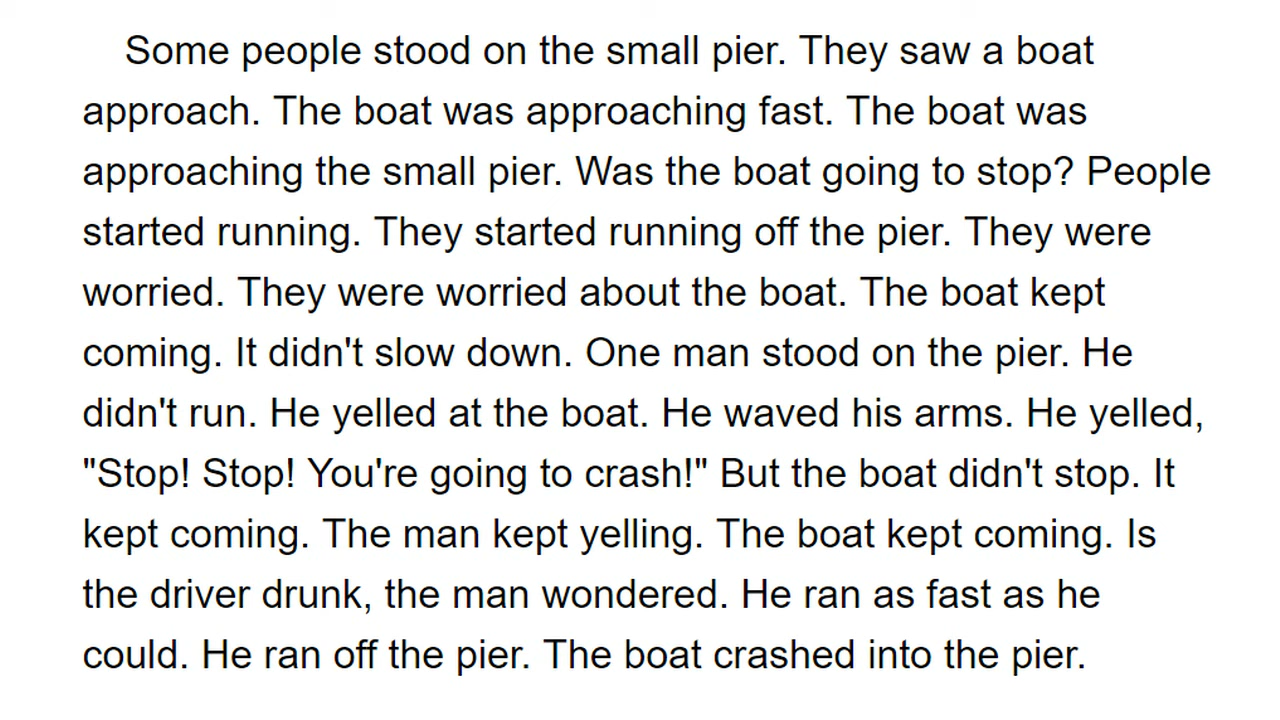 Some people stood on the small pier. They saw a boat
approach. The boat was approaching fast. The boat was
approaching the small pier. Was the boat going to stop? People
started running. They started running off the pier. They were
worried. They were worried about the boat. The boat kept
coming. It didn't slow down. One man stood on the pier. He
didn't run. He yelled at the boat. He waved his arms. He yelled,
"Stop! Stop! You're going to crash!" But the boat didn't stop. It
kept coming. The man kept yelling. The boat kept coming. Is
the driver drunk, the man wondered. He ran as fast as he
could. He ran off the pier. The boat crashed into the pier.